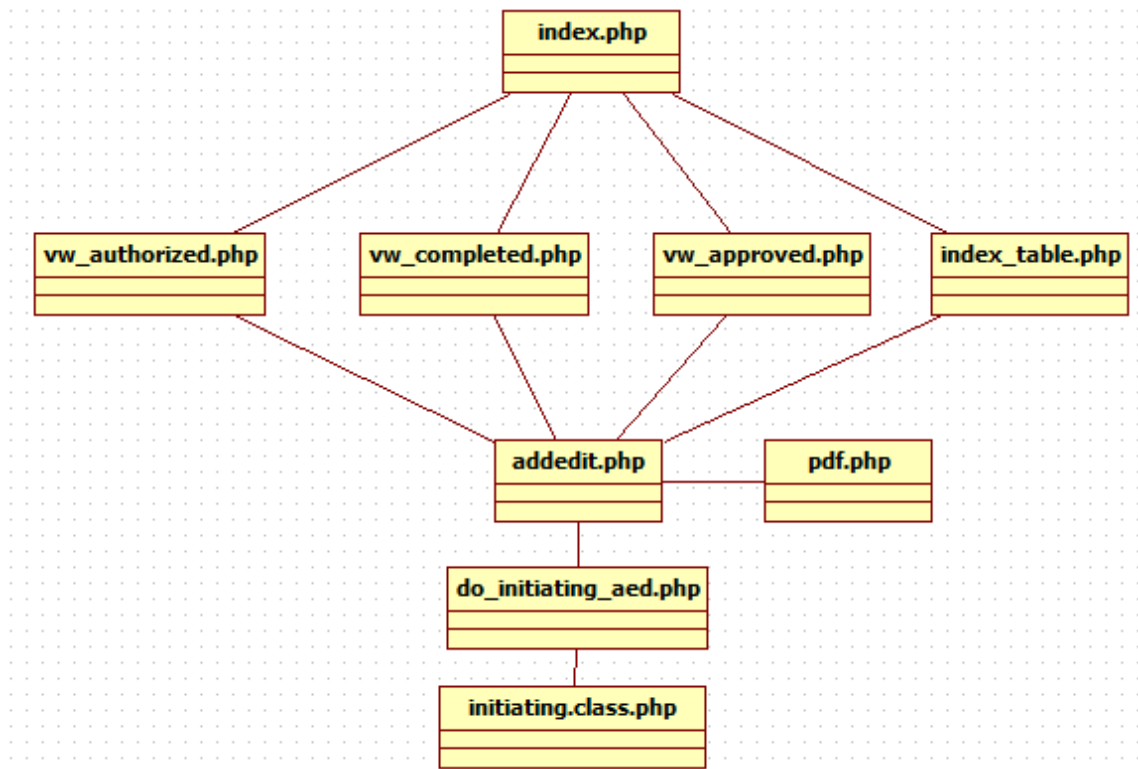 index.php
vw_authorized.php
vw_completed.php
vw_approved.php
index_table.php
addedit.php
pdf.php
do_initiating_aed.php
initiating.class.php